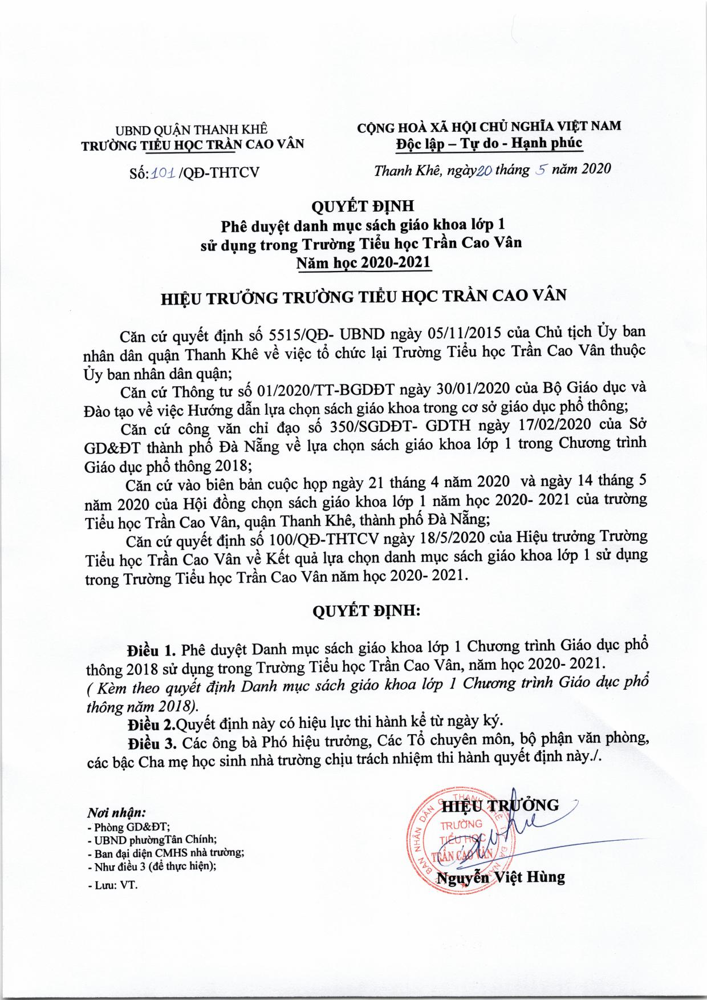 UBND QUẬN THANH KHÊ
TRƯỜNG TIỂU HỌC TRẦN CAO VÂN
Số:101/QĐ-THTCV
CỘNG HOÀ XÃ HỘI CHỦ NGHĨA VIỆT NAM
Độc lập – Tự do - Hạnh phúc
Thanh Khê, ngày20 tháng 5 năm 2020
QUYẾT ĐỊNH
Phê duyệt danh mục sách giáo khoa lớp 1
sử dụng trong Trường Tiểu học Trần Cao Vân
Năm học 2020-2021
HIỆU TRƯỞNG TRƯỜNG TIỂU HỌC TRẦN CAO VÂN
Căn cứ quyết định số 5515/QĐ- UBND ngày 05/11/2015 của Chủ tịch Ủy ban
nhân dân quận Thanh Khê về việc tổ chức lại Trường Tiểu học Trần Cao Vân thuộc
Ủy ban nhân dân quận;
Căn cứ Thông tư số 01/2020/TT-BGDĐT ngày 30/01/2020 của Bộ Giáo dục và
Đào tạo về việc Hướng dẫn lựa chọn sách giáo khoa trong cơ sở giáo dục phổ thông;
Căn cứ công văn chỉ đạo số 350/SGDĐT- GDTH ngày 17/02/2020 của Sở
GD&ĐT thành phố Đà Nẵng về lựa chọn sách giáo khoa lớp 1 trong Chương trình
Giáo dục phổ thông 2018;
Căn cứ vào biên bản cuộc họp ngày 21 tháng 4 năm 2020 và ngày 14 tháng 5
năm 2020 của Hội đồng chọn sách giáo khoa lớp 1 năm học 2020- 2021 của trường
Tiểu học Trần Cao Vân, quận Thanh Khê, thành phố Đà Nẵng;
Căn cứ quyết định số 100/QĐ-THTCV ngày 18/5/2020 của Hiệu trưởng Trường
Tiểu học Trần Cao Vân về Kết quả lựa chọn danh mục sách giáo khoa lớp 1 sử dụng
trong Trường Tiểu học Trần Cao Vân năm học 2020- 2021.
QUYẾT ĐỊNH:
Điều 1. Phê duyệt Danh mục sách giáo khoa lớp 1 Chương trình Giáo dục phổ
thông 2018 sử dụng trong Trường Tiểu học Trần Cao Vân, năm học 2020- 2021.
( Kèm theo quyết định Danh mục sách giáo khoa lớp 1 Chương trình Giáo dục phổ
thông năm 2018).
Điều 2.Quyết định này có hiệu lực thi hành kể từ ngày ký.
Điều 3. Các ông bà Phó hiệu trưởng, Các Tổ chuyên môn, bộ phận văn phòng,
các bậc Cha mẹ học sinh nhà trường chịu trách nhiệm thi hành quyết định này./.
Nơi nhận:
- Phòng GD&ĐT;
- UBND phườngTân Chính;
- Ban đại diện CMHS nhà trường;
- Như điều 3 (để thực hiện);
- Lưu: VT.
HIỆU TRƯỞNG
TRƯỜNG
TIỂU HỌC
TRẦN CAO VÂN
Nguyễn Việt Hùng